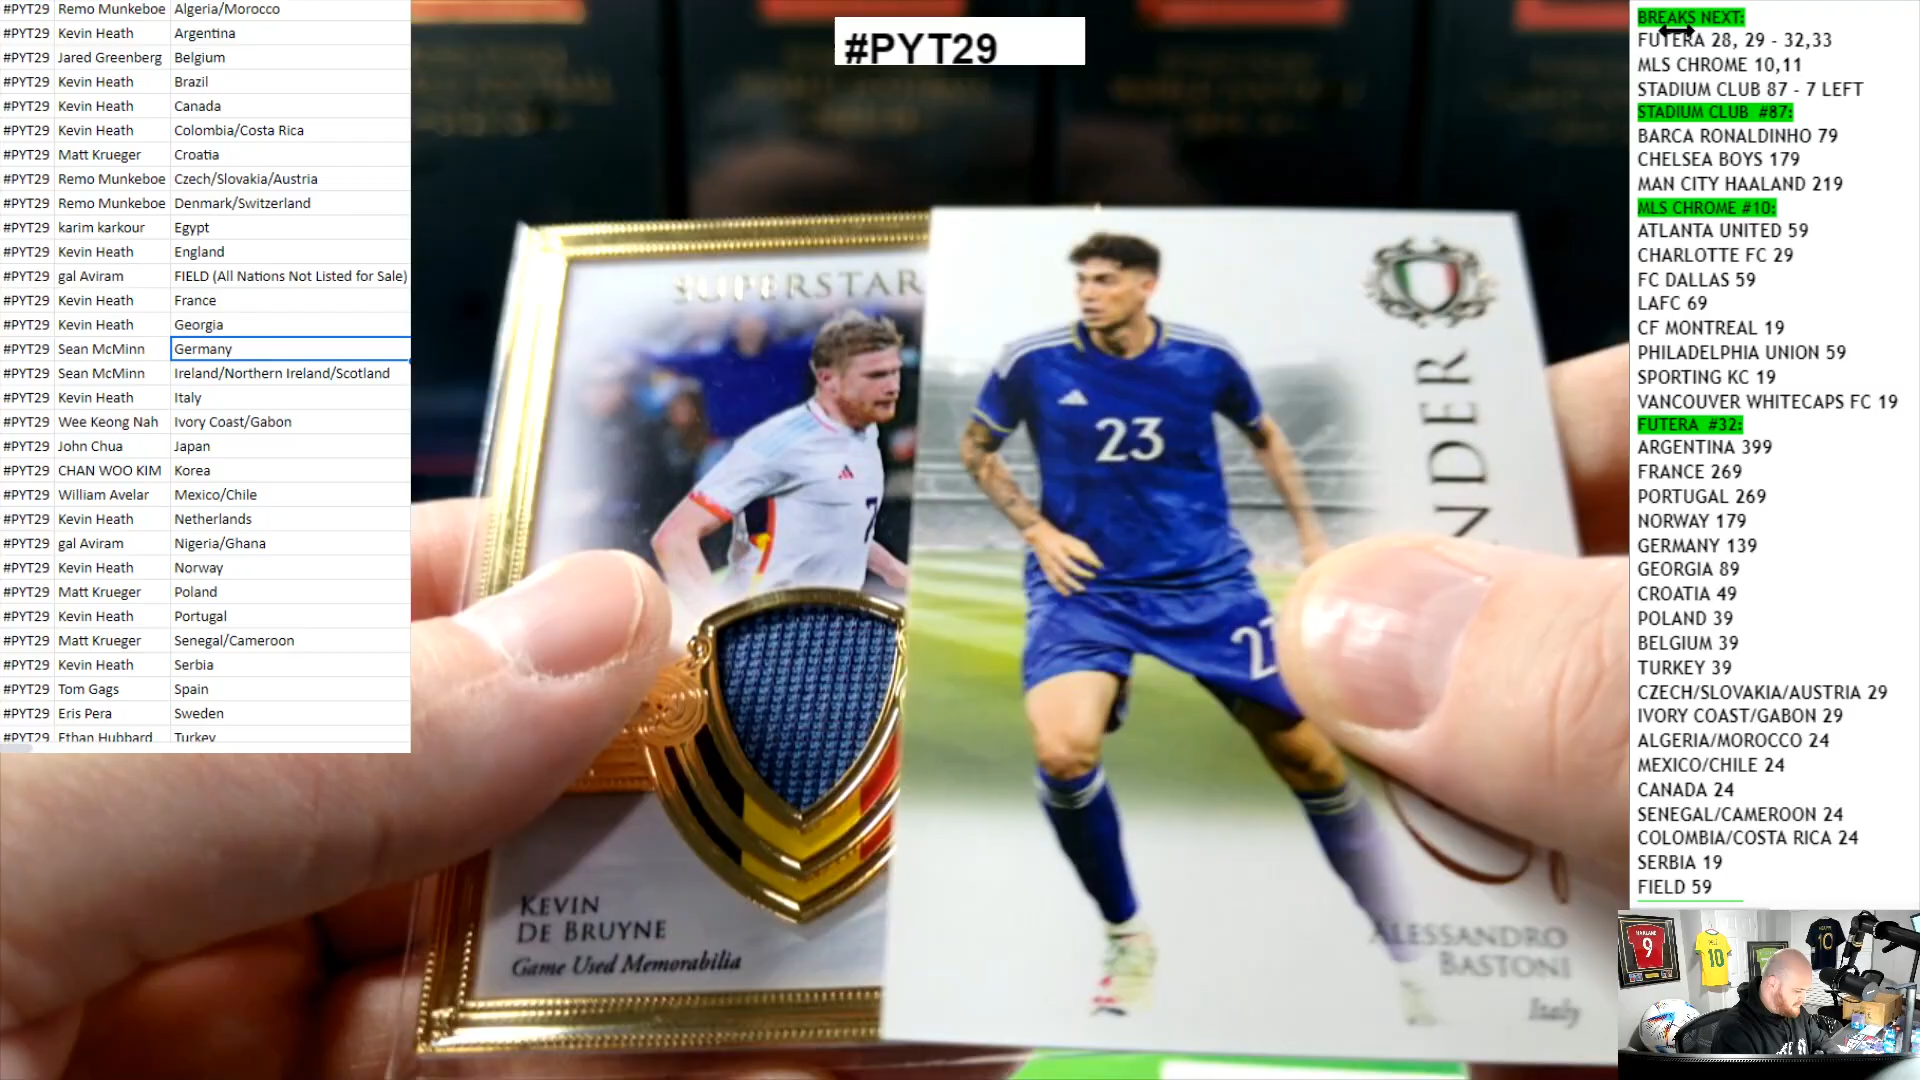 #PYT29 Remo Munkeboe Algeria/Morocco
#PYT29 Kevin Heath Argentina
#PYT29 Jared Greenberg Belgium
#PYT29 Kevin Heath Brazil
#PYT29 Kevin Heath Canada
#PYT29 Kevin Heath Colombia/Costa Rica
#PYT29 Matt Krueger Croatia
#PYT29 Remo Munkeboe Czech/Slovakia/Austria
#PYT29 Remo Munkeboe Denmark/Switzerland
#PYT29 karim karkour Egypt
#PYT29 Kevin Heath England
#PYT29 gal Aviram FIELD (All Nations Not Listed for Sale)
#PYT29 Kevin Heath France
#PYT29 Kevin Heath Georgia
#PYT29 Sean McMinn Germany
#PYT29 Sean McMinn Ireland/Northern Ireland/Scotland
#PYT29 Kevin Heath Italy
#PYT29 Wee Keong Nah Ivory Coast/Gabon
#PYT29 John Chua Japan
#PYT29 CHAN WOO KIM Korea
#PYT29 William Avelar Mexico/Chile
#PYT29 Kevin Heath Netherlands
#PYT29 gal Aviram Nigeria/Ghana
#PYT29 Kevin Heath Norway
#PYT29 Matt Krueger Poland
#PYT29 Kevin Heath Portugal
#PYT29 Matt Krueger Senegal/Cameroon
#PYT29 Kevin Heath Serbia
#PYT29 Tom Gags Spain
#PYT29 Eris Pera Sweden
#PYT29 Ethan Hubbard Turkey
#PYT29
SUPERSTAR
7
KEVIN
DE BRUYNE
Game Used Memorabilia
23
NDER
ALESSANDRO
BASTONI
Italy
BREAKS NEXT:
FUTERA 28, 29 - 32,33
MLS CHROME 10,11
STADIUM CLUB 87 - 7 LEFT
STADIUM CLUB #87:
BARCA RONALDINHO 79
CHELSEA BOYS 179
MAN CITY HAALAND 219
MLS CHROME #10:
ATLANTA UNITED 59
CHARLOTTE FC 29
FC DALLAS 59
LAFC 69
CF MONTREAL 19
PHILADELPHIA UNION 59
SPORTING KC 19
VANCOUVER WHITECAPS FC 19
FUTERA #32:
ARGENTINA 399
FRANCE 269
PORTUGAL 269
NORWAY 179
GERMANY 139
GEORGIA 89
CROATIA 49
POLAND 39
BELGIUM 39
TURKEY 39
CZECH/SLOVAKIA/AUSTRIA 29
IVORY COAST/GABON 29
ALGERIA/MOROCCO 24
MEXICO/CHILE 24
CANADA 24
SENEGAL/CAMEROON 24
COLOMBIA/COSTA RICA 24
SERBIA 19
FIELD 59
9
10
10